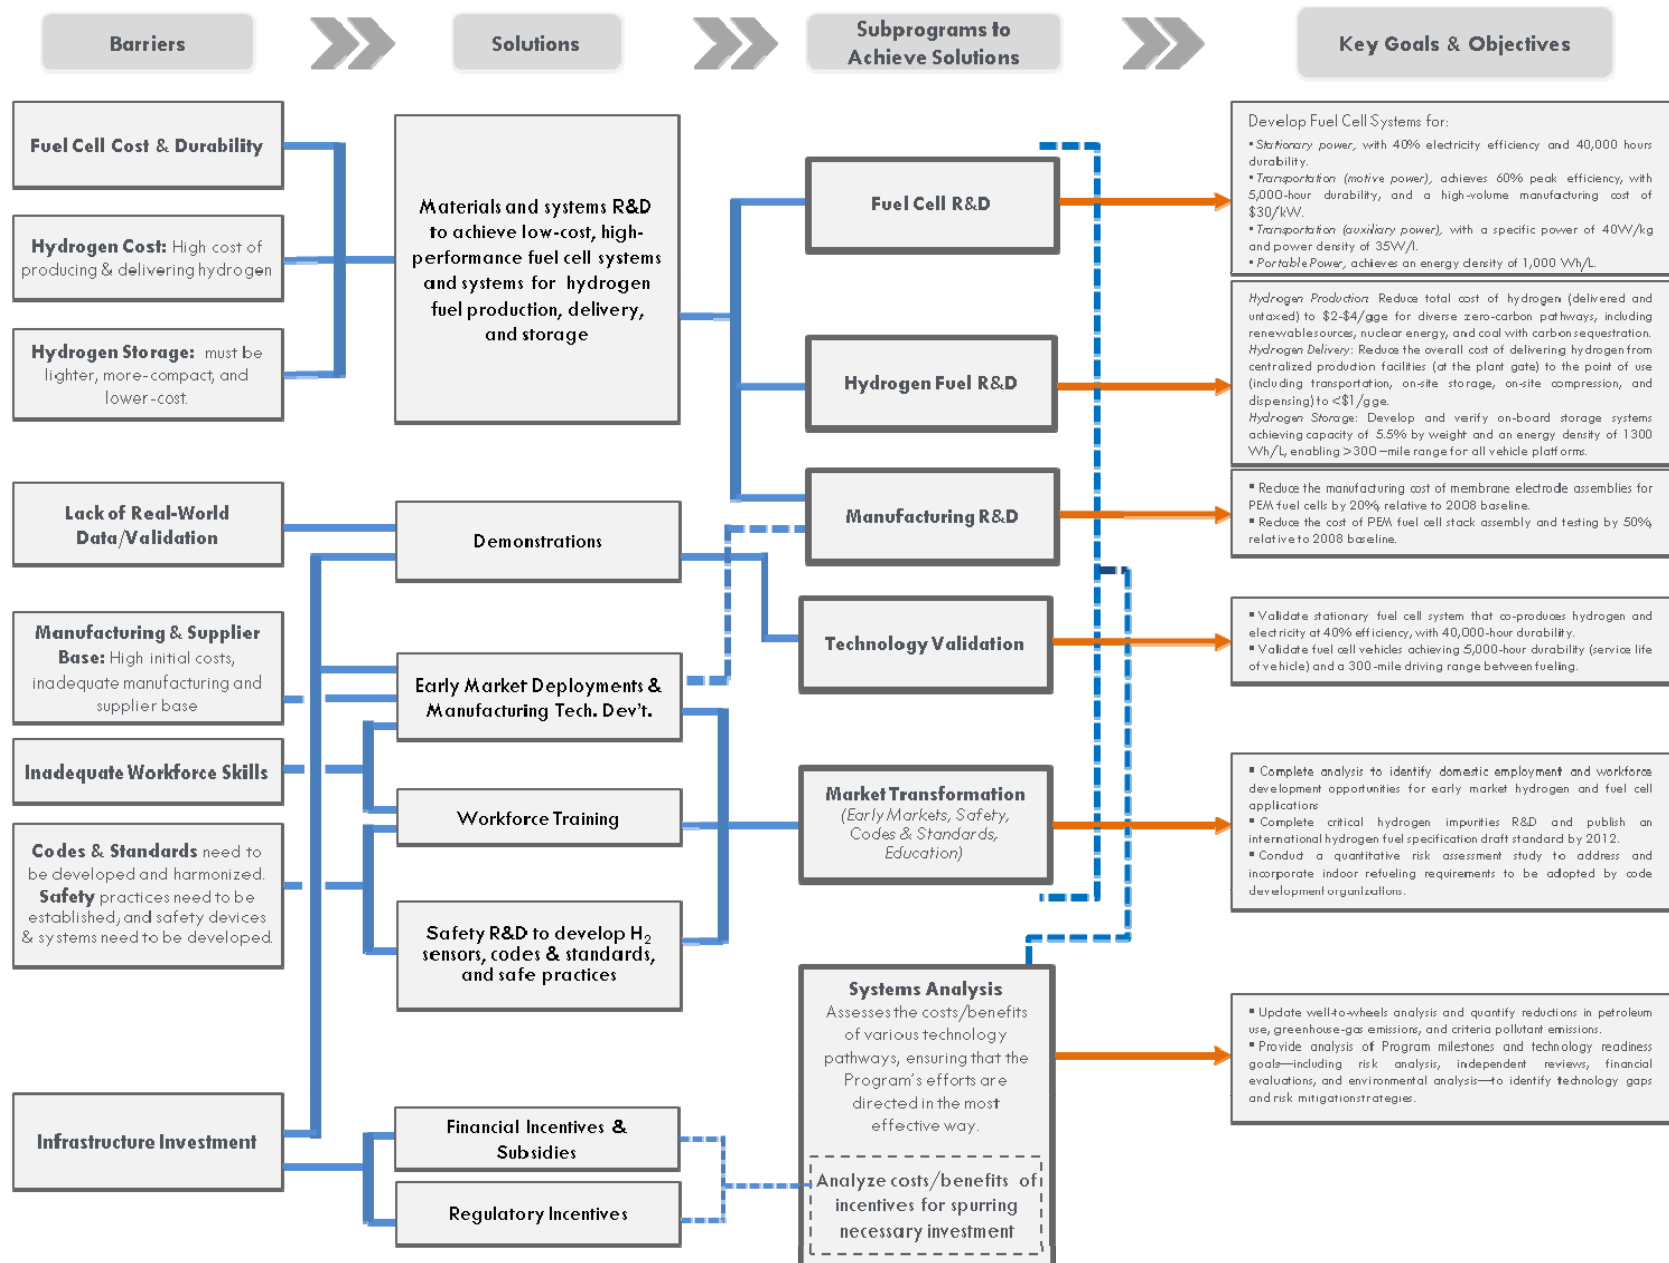 Barriers
Solutions
Subprograms to
Achieve Solutions
Key Goals & Objectives
Fuel Cell Cost & Durability
Hydrogen Cost: High cost of
producing & delivering hydrogen
Hydrogen Storage: must be
lighter, more-compact, and
lower-cost.
Lack of Real-World
Data/Validation
Manufacturing & Supplier
Base: High initial costs,
inadequate manufacturing and
supplier base
Inadequate Workforce Skills
Codes & Standards need to
be developed and harmonized.
Safety practices need to be
established, and safety devices
& systems need to be developed.
Infrastructure Investment
Materials and systems R&D
to achieve low-cost, high-
performance fuel cell systems
and systems for hydrogen
fuel production, delivery,
and storage
Demonstrations
Early Market Deployments &
Manufacturing Tech. Dev't.
Workforce Training
Safety R&D to develop H2
sensors, codes & standards,
and safe practices
Financial Incentives &
Subsidies
Regulatory Incentives
Fuel Cell R&D
Hydrogen Fuel R&D
Manufacturing R&D
Technology Validation
Market Transformation
(Early Markets, Safety,
Codes & Standards,
Education)
Systems Analysis
Assesses the costs/benefits
of various technology
pathways, ensuring that the
Program's efforts are
directed in the most
effective way.
Analyze costs/benefits of
incentives for spurring
necessary investment
Develop Fuel Cell Systems for:
▪ Stationary power, with 40% electricity efficiency and 40,000 hours
durability.
▪ Transportation (motive power), achieves 60% peak efficiency, with
5,000-hour durability, and a high-volume manufacturing cost of
$30/kW.
▪ Transportation (auxiliary power), with a specific power of 40W/kg
and power density of 35W/l.
▪ Portable Power, achieves an energy density of 1,000 Wh/L.
Hydrogen Production: Reduce total cost of hydrogen (delivered and
untaxed) to $2-$4/gge for diverse zero-carbon pathways, including
renewable sources, nuclear energy, and coal with carbon sequestration.
Hydrogen Delivery: Reduce the overall cost of delivering hydrogen from
centralized production facilities (at the plant gate) to the point of use
(including transportation, on-site storage, on-site compression, and
dispensing) to <$1/gge.
Hydrogen Storage: Develop and verify on-board storage systems
achieving capacity of 5.5% by weight and an energy density of 1300
Wh/L, enabling >300–mile range for all vehicle platforms.
▪ Reduce the manufacturing cost of membrane electrode assemblies for
PEM fuel cells by 20%, relative to 2008 baseline.
▪ Reduce the cost of PEM fuel cell stack assembly and testing by 50%,
relative to 2008 baseline.
▪ Validate stationary fuel cell system that co-produces hydrogen and
electricity at 40% efficiency, with 40,000-hour durability.
▪ Validate fuel cell vehicles achieving 5,000-hour durability (service life
of vehicle) and a 300-mile driving range between fueling.
▪ Complete analysis to identify domestic employment and workforce
development opportunities for early market hydrogen and fuel cell
applications
▪ Complete critical hydrogen impurities R&D and publish an
international hydrogen fuel specification draft standard by 2012.
▪ Conduct a quantitative risk assessment study to address and
incorporate indoor refueling requirements to be adopted by code
development organizations.
▪ Update well-to-wheels analysis and quantify reductions in petroleum
use, greenhouse-gas emissions, and criteria pollutant emissions.
▪ Provide analysis of Program milestones and technology readiness
goals—including risk analysis, independent reviews, financial
evaluations, and environmental analysis—to identify technology gaps
and risk mitigation strategies.